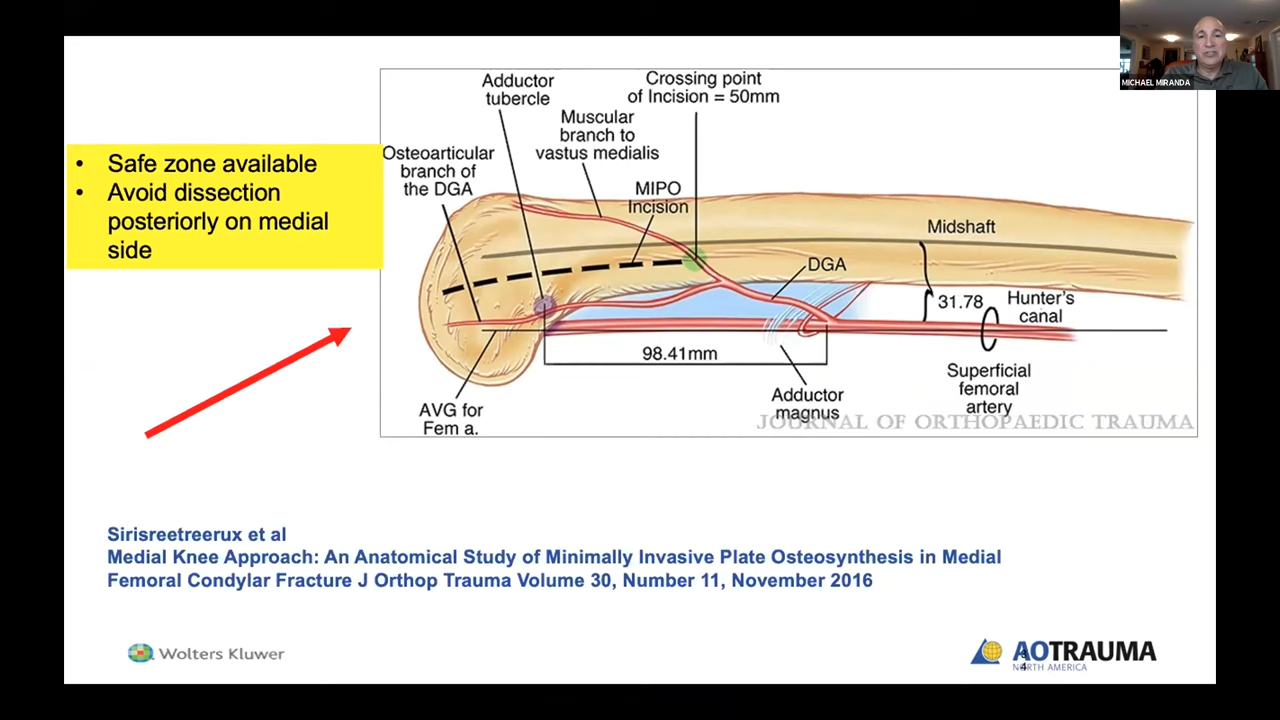 MICHAEL MIRANDA
• Safe zone available
• Avoid dissection
posteriorly on medial
side
Adductor
tubercle
Crossing point
of Incision = 50mm
Muscular
branch to
vastus medialis
Osteoarticular
branch of
the DGA
MIPO
Incision
Midshaft
DGA
31.78
Hunter's
canal
98.41mm
Superficial
femoral
artery
Adductor
magnus
AVG for
Fem a.
JOURNAL OF ORTHOPAEDIC TRAUMA
Sirisreetreerux et al
Medial Knee Approach: An Anatomical Study of Minimally Invasive Plate Osteosynthesis in Medial
Femoral Condylar Fracture J Orthop Trauma Volume 30, Number 11, November 2016
Wolters Kluwer
AOTRAUMA
NORTH AMERICA